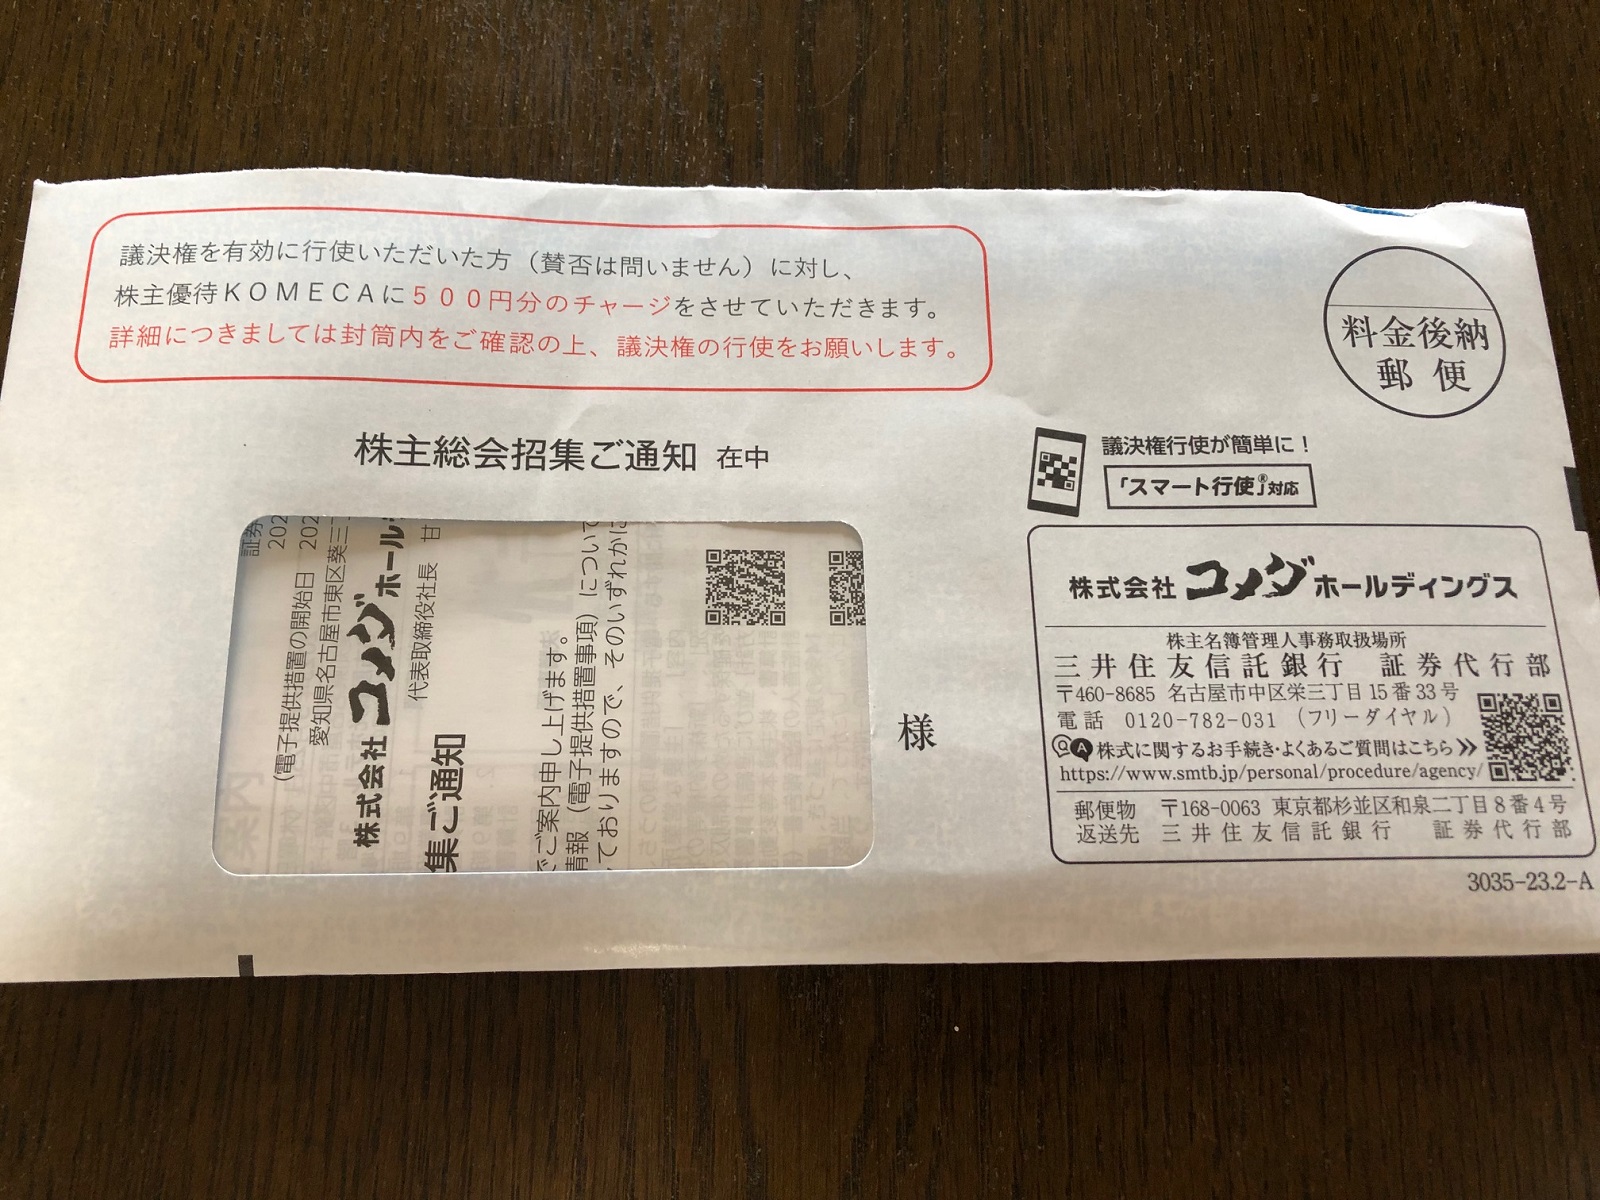 議決権を有効に行使いただいた方（賛否は問いません）に対し、
株主優待ＫＯＭＥＣＡに５００円分のチャージをさせていただきます。
詳細につきましては封筒内をご確認の上、議決権の行使をお願いします。
料金後納
郵便
株主総会招集ご通知 在中
議決権行使が簡単に！
「スマート行使」®対応
証券
202
(電子提供措置の開始日 202
愛知県名古屋市東区葵三丁
株式会社 コメダ ホール
代表取締役社長 甘
集ご通知
でご案内申し上げます。
情報（電子提供措置事項）について
ておりますので、そのいずれかに
様
株式会社 コメダ ホールディングス
株主名簿管理人事務取扱場所
三井住友信託銀行 証券代行部
〒460-8685 名古屋市中区栄三丁目15番33号
電話 0120-782-031 （フリーダイヤル）
QA 株式に関するお手続き・よくあるご質問はこちら
https://www.smtb.jp/personal/procedure/agency/
郵便物 〒168-0063 東京都杉並区和泉二丁目8番4号
返送先 三井住友信託銀行 証券代行部
3035-23.2-A